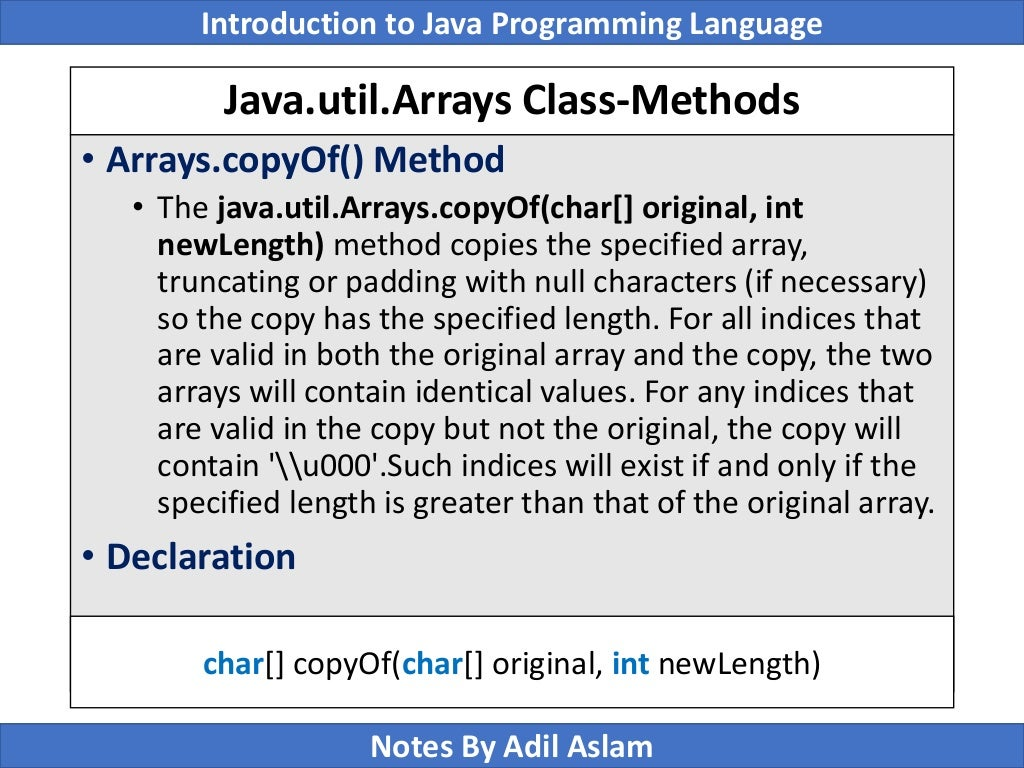 Introduction to Java Programming Language
Java.util.Arrays Class-Methods
• Arrays.copyOf() Method
• The java.util.Arrays.copyOf(char[] original, int
newLength) method copies the specified array,
truncating or padding with null characters (if necessary)
so the copy has the specified length. For all indices that
are valid in both the original array and the copy, the two
arrays will contain identical values. For any indices that
are valid in the copy but not the original, the copy will
contain '\\u000'.Such indices will exist if and only if the
specified length is greater than that of the original array.
• Declaration
char[] copyOf(char[] original, int newLength)
Notes By Adil Aslam